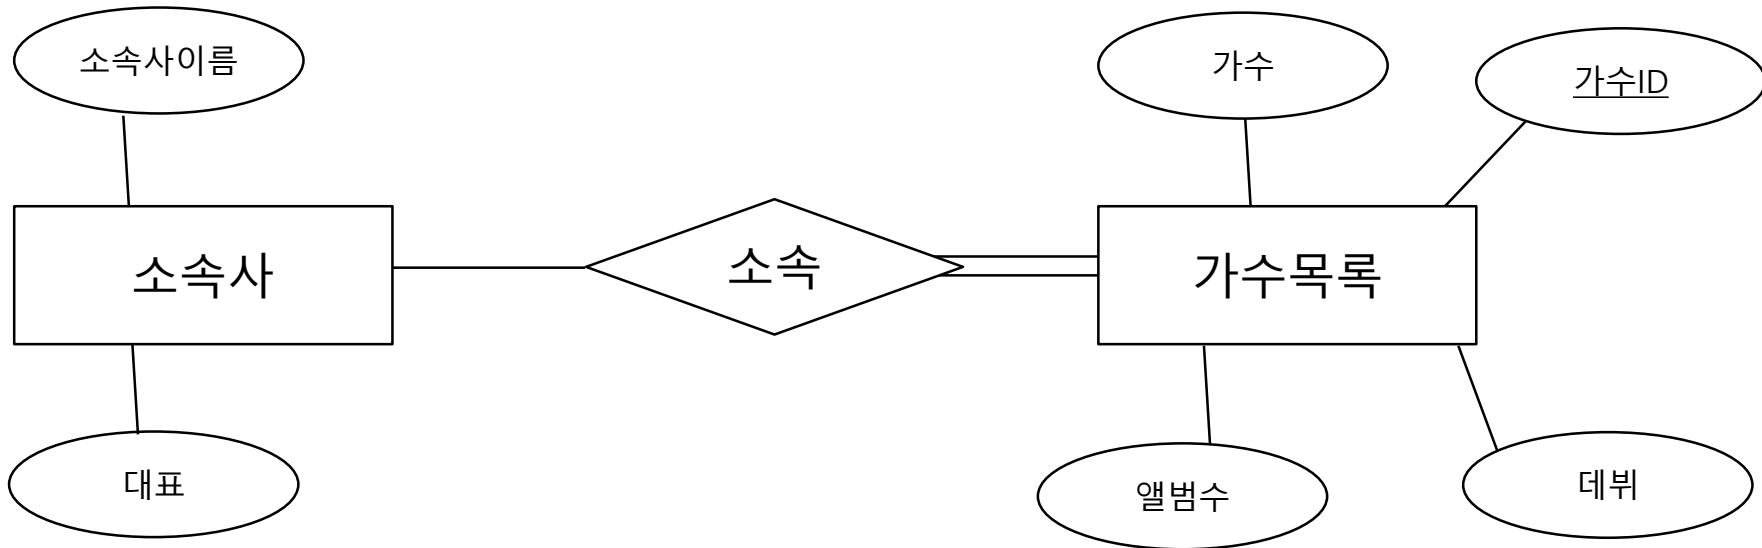 소속사이름
가수
가수ID
소속사
소속
가수목록
대표
앨범수
데뷔